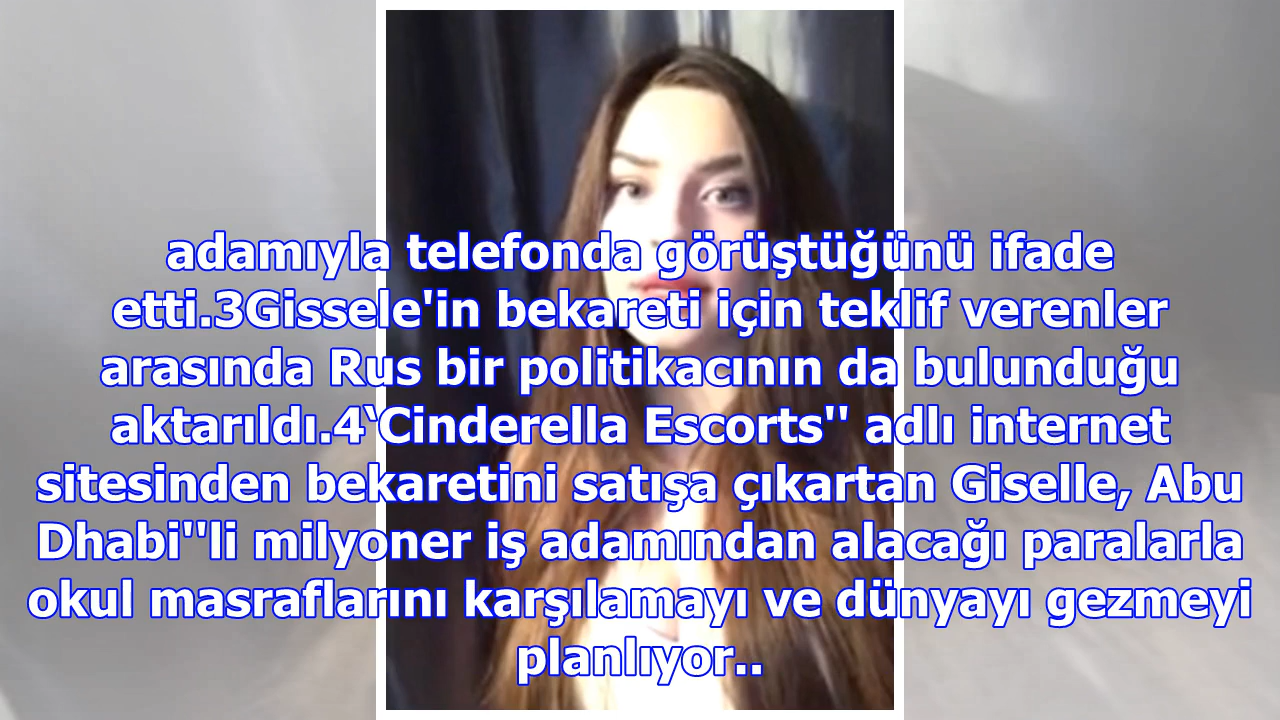 adamıyla telefonda görüştüğünü ifade
etti.3Gissele'in bekareti için teklif verenler
arasında Rus bir politikacının da bulunduğu
aktarıldı.4‘Cinderella Escorts'' adlı internet
sitesinden bekaretini satışa çıkartan Giselle, Abu
Dhabi''li milyoner iş adamından alacağı paralarla
okul masraflarını karşılamayı ve dünyayı gezmeyi
planlıyor..